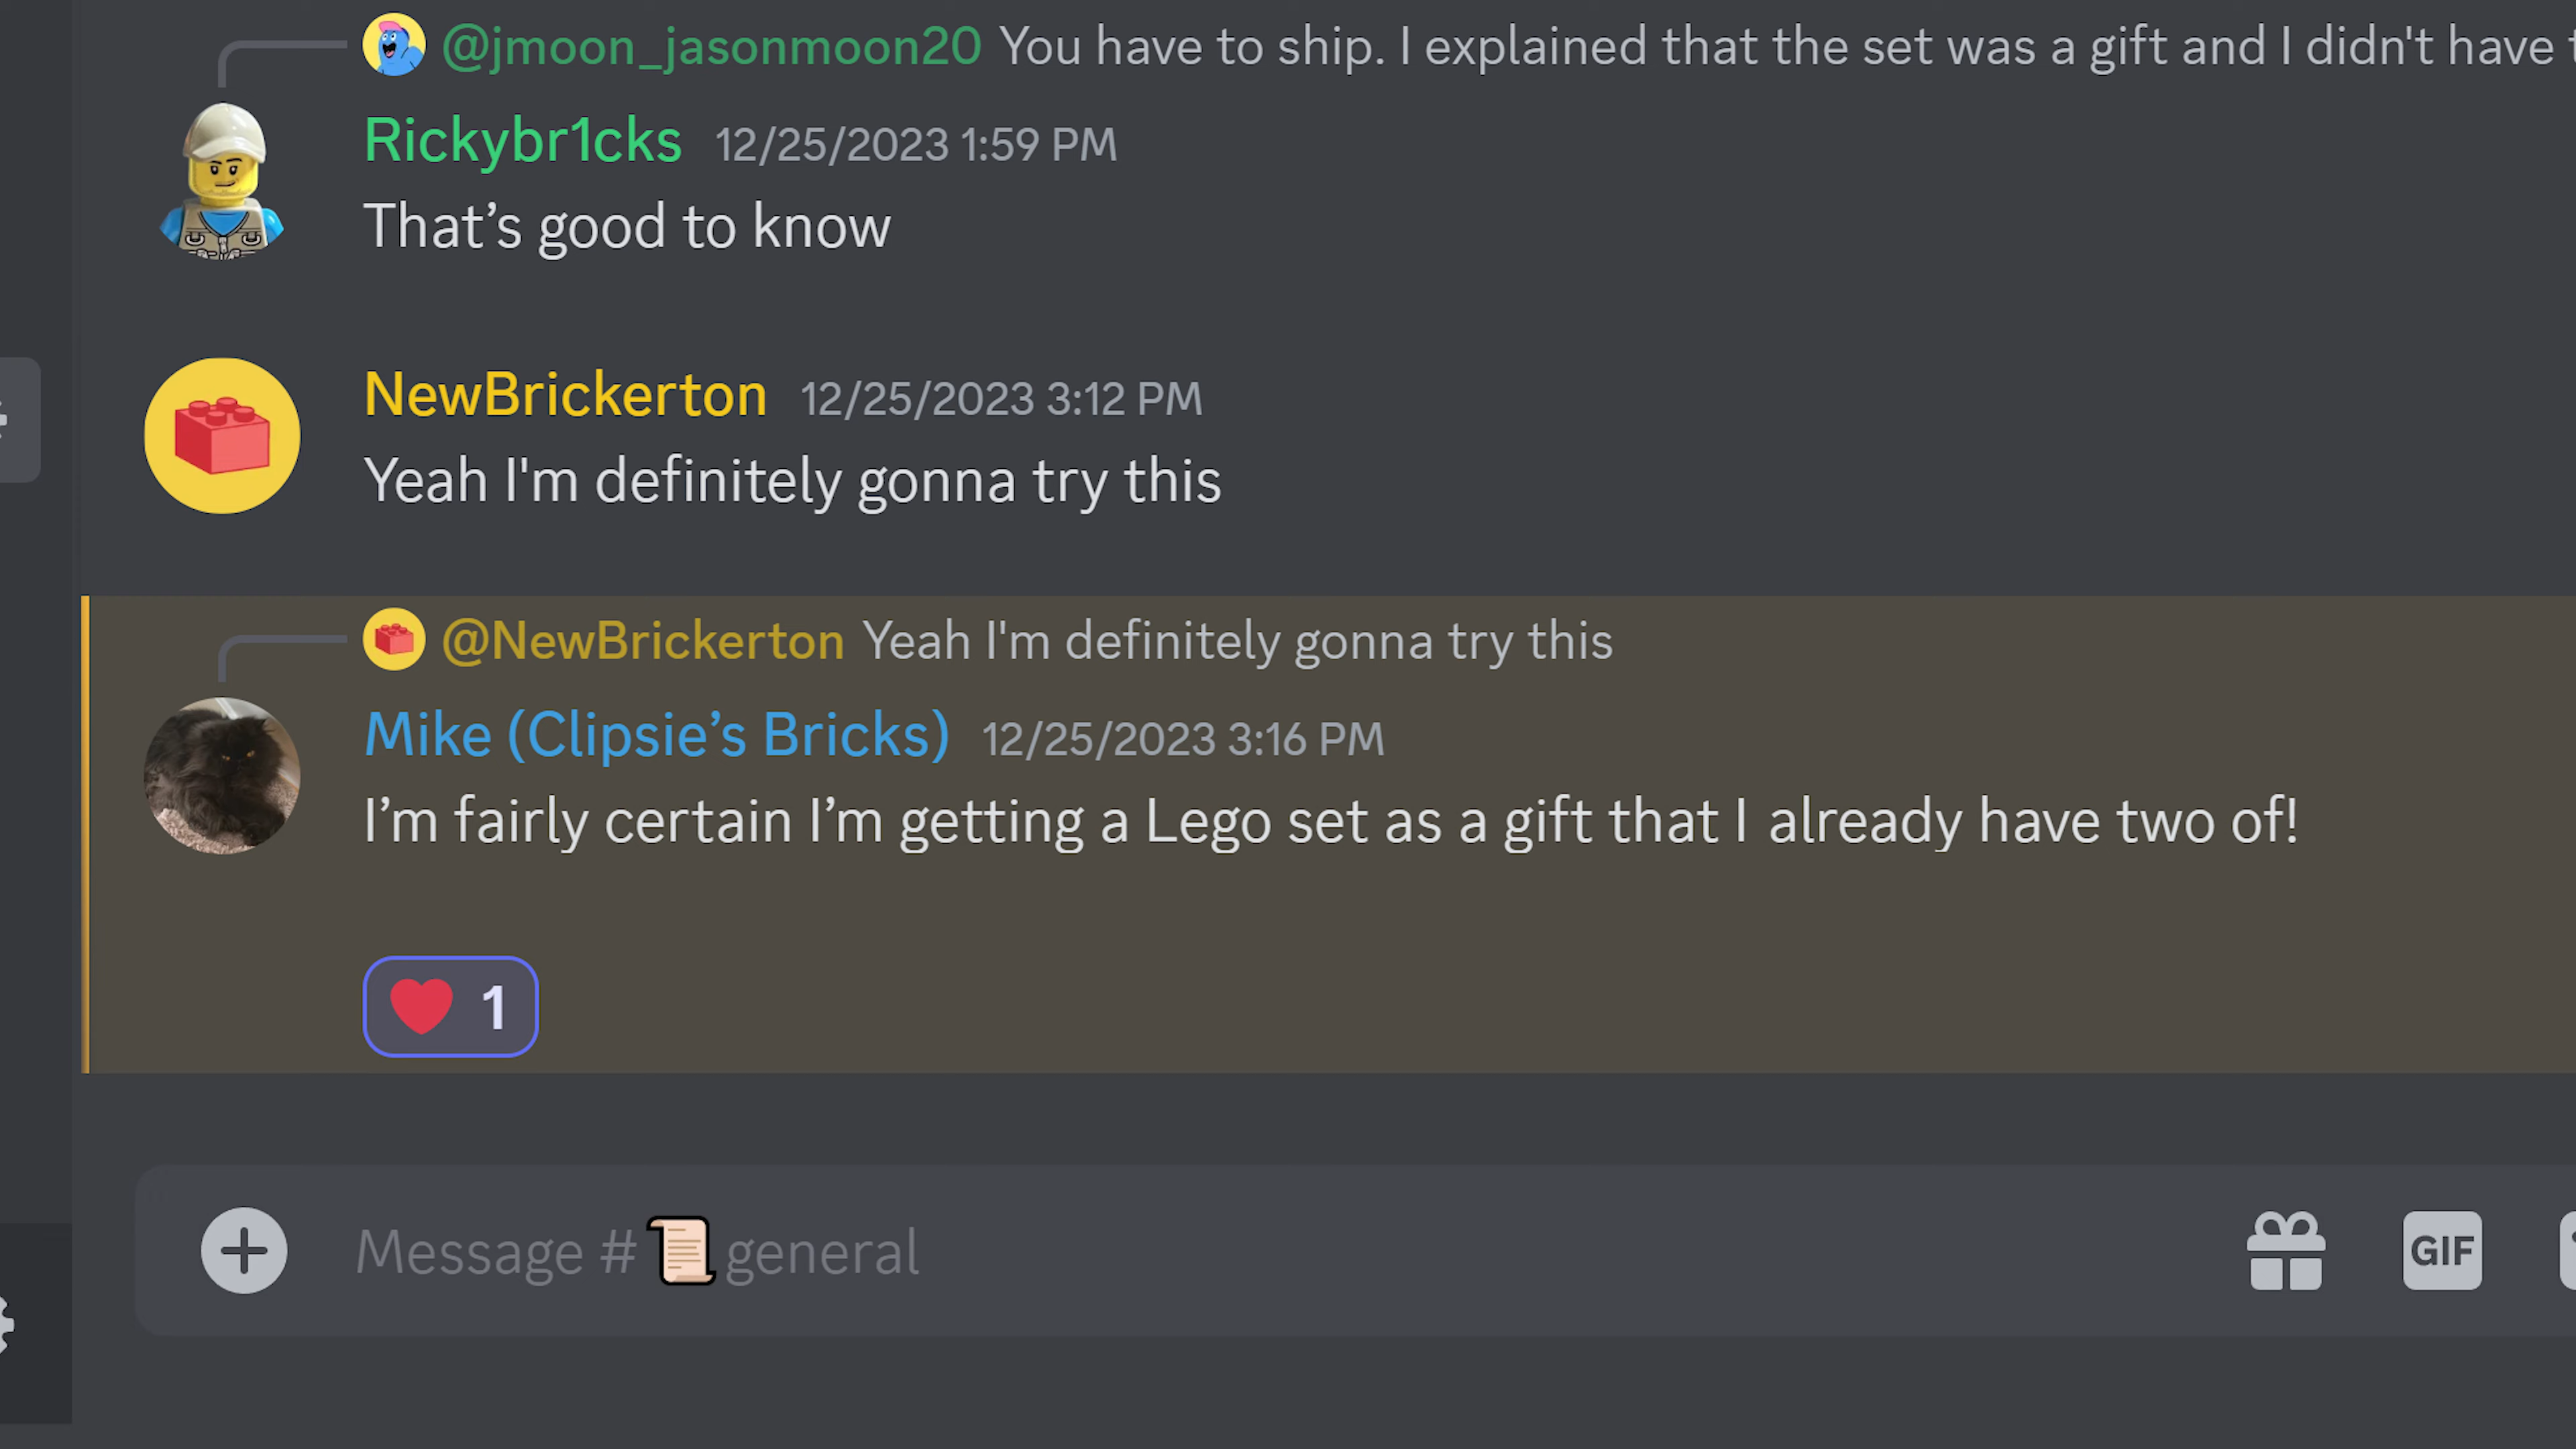 @jmoon_jasonmoon20 You have to ship. I explained that the set was a gift and I didn't have
Rickybr1cks 12/25/2023 1:59 PM
That’s good to know
NewBrickerton 12/25/2023 3:12 PM
Yeah I'm definitely gonna try this
@NewBrickerton Yeah I'm definitely gonna try this
Mike (Clipsie’s Bricks) 12/25/2023 3:16 PM
I’m fairly certain I’m getting a Lego set as a gift that I already have two of!
1
Message #general
GIF